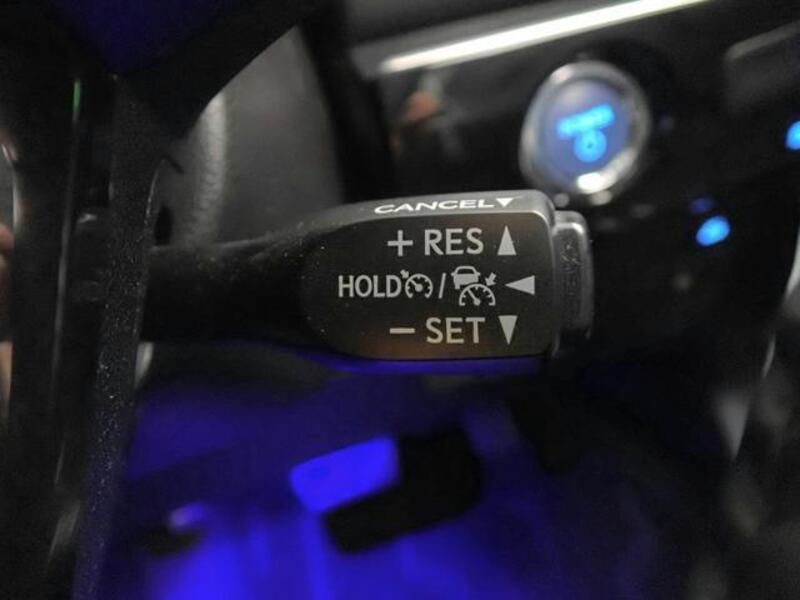 CANCEL▼
+ RES ▲
HOLD / ◀
− SET ▼